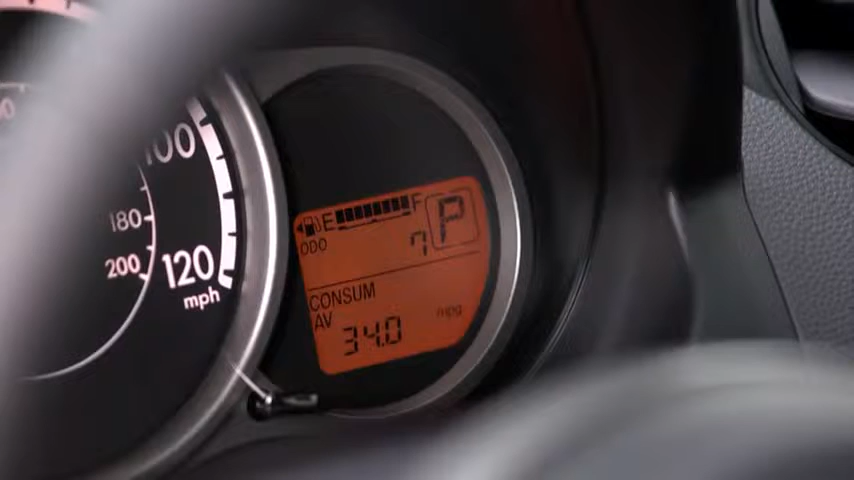 100
180
200
120
mph
E F
P
ODO
7
CONSUM
AV
34.0 mpg